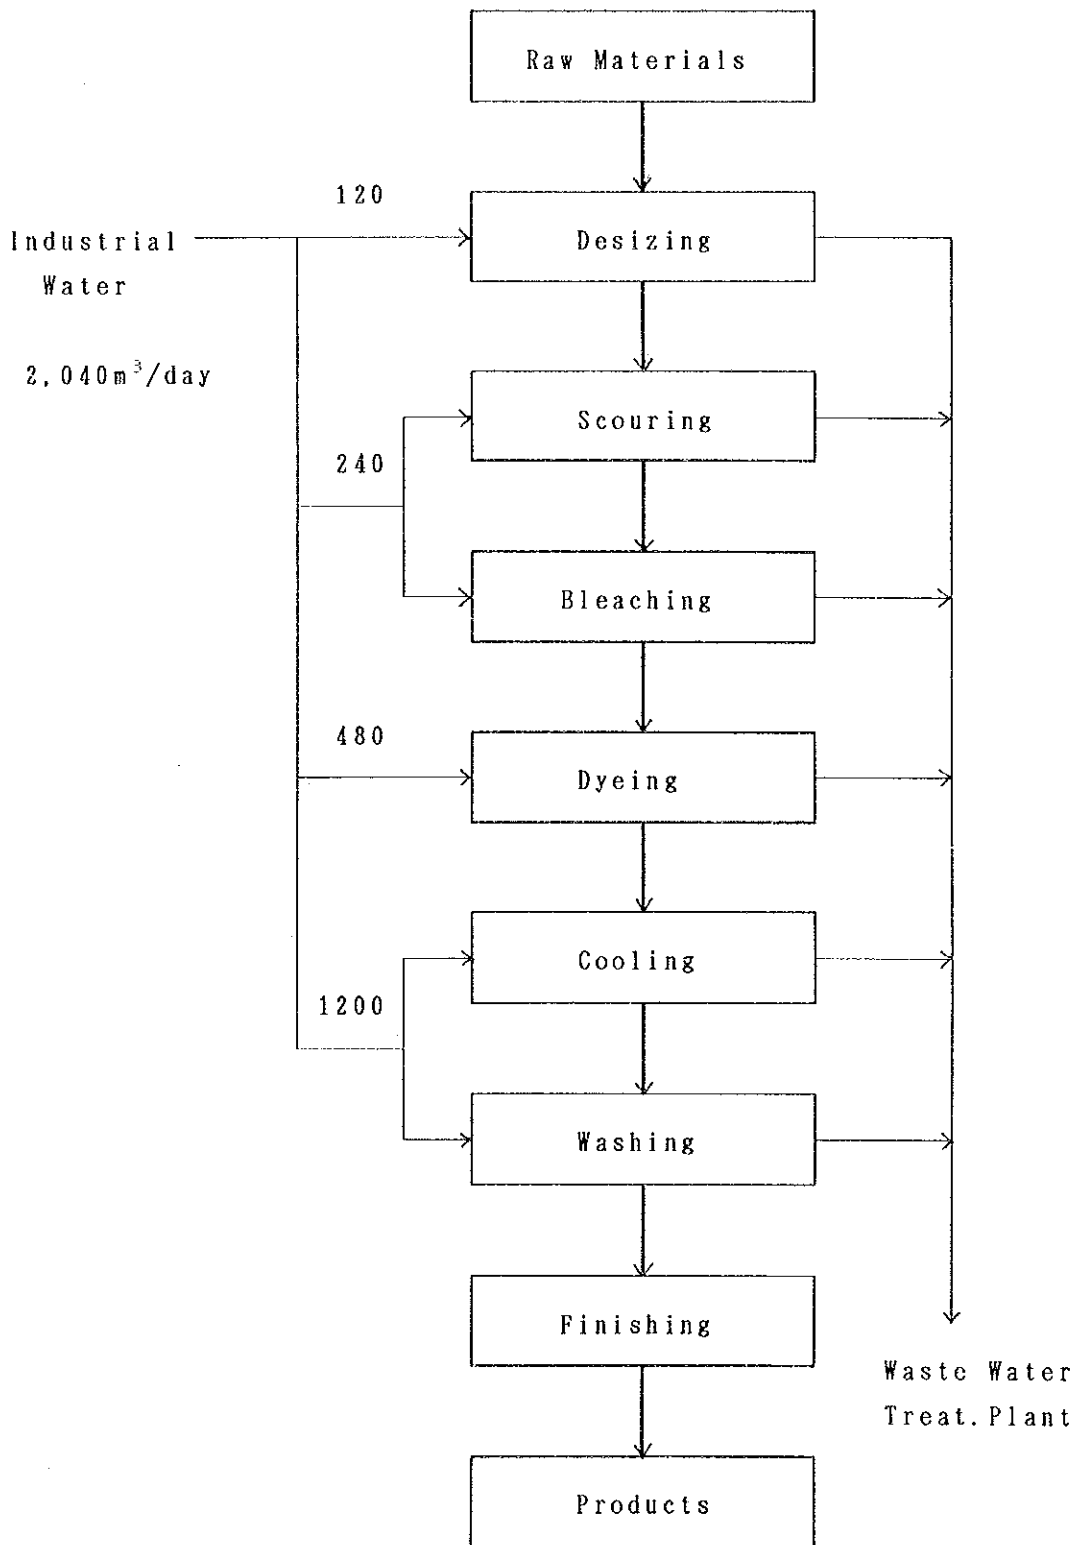 Raw Materials
120
Industrial
Water
2,040m³/day
Desizing
Scouring
240
Bleaching
480
Dyeing
Cooling
1200
Washing
Finishing
Waste Water
Treat. Plant
Products